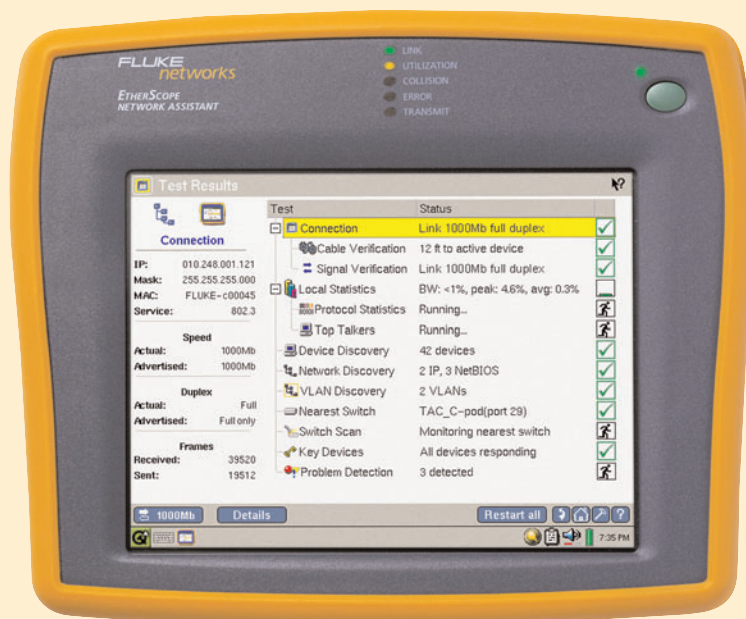 FLUKE
networks
ETHERSCOPE
NETWORK ASSISTANT
LINK
UTILIZATION
COLLISION
ERROR
TRANSMIT
Test Results
?
Connection
IP: 010.248.001.121
Mask: 255.255.255.000
MAC: FLUKE-c00045
Service: 802.3
Speed
Actual: 1000Mb
Advertised: 1000Mb
Duplex
Actual: Full
Advertised: Full only
Frames
Received: 39520
Sent: 19512
Test Status
Connection Link 1000Mb full duplex
Cable Verification 12 ft to active device
Signal Verification Link 1000Mb full duplex
Local Statistics BW: <1%, peak: 4.6%, avg: 0.3%
Protocol Statistics Running...
Top Talkers Running...
Device Discovery 42 devices
Network Discovery 2 IP, 3 NetBIOS
VLAN Discovery 2 VLANs
Nearest Switch TAC_C-pod(port 29)
Switch Scan Monitoring nearest switch
Key Devices All devices responding
Problem Detection 3 detected
1000Mb Details Restart all ?
7:35 PM